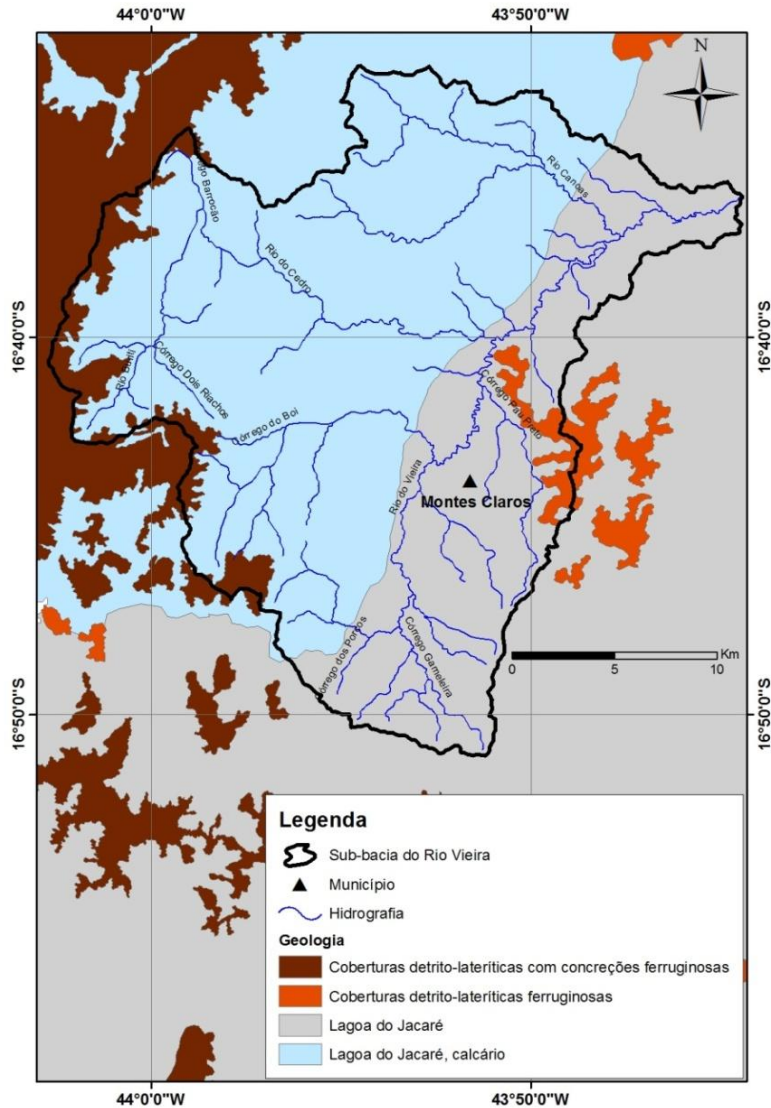 44°0'0"W
43°50'0"W
N
Rio Canoas
ego Barrocão
Rio do Cedro
16°40'0"S
16°40'0"S
Córrego Dois Riachos
Córrego Pau Preto
Córrego do Boi
Rio do Vieira
Montes Claros
Km
0 5 10
Córrego dos Porcos
Córrego Gameleira
16°50'0"S
16°50'0"S
Legenda
Sub-bacia do Rio Vieira
Município
Hidrografia
Geologia
Coberturas detrito-lateríticas com concreções ferruginosas
Coberturas detrito-lateríticas ferruginosas
Lagoa do Jacaré
Lagoa do Jacaré, calcário
44°0'0"W
43°50'0"W